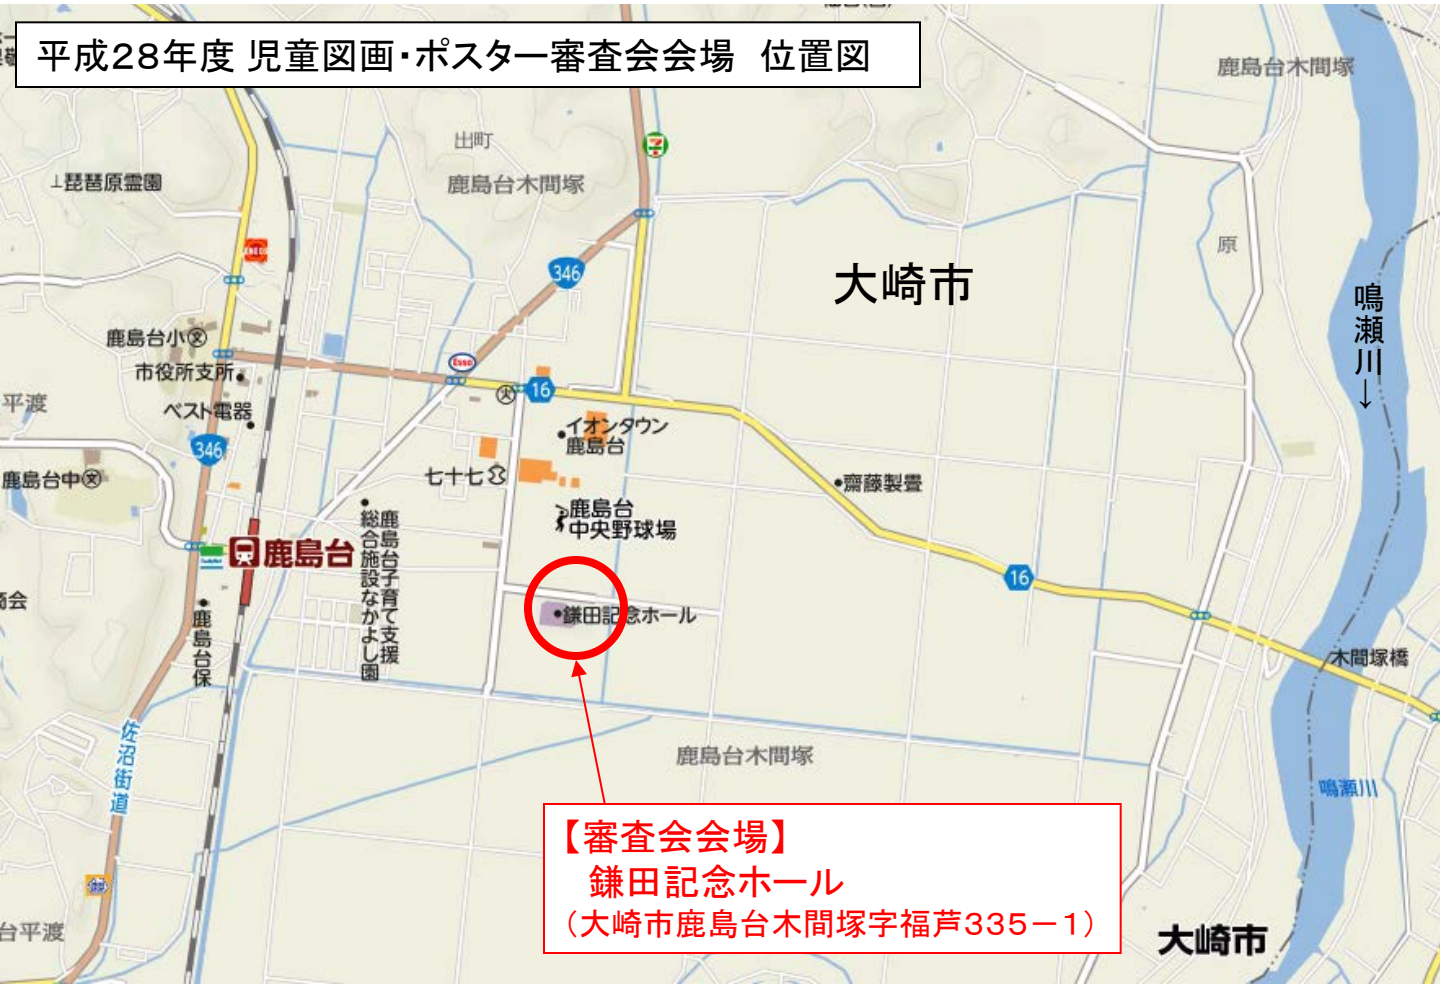 平成28年度 児童図画・ポスター審査会会場　位置図
鹿島台木間塚
出町
鹿島台木間塚
琵琶原霊園
ENEOS
346
原
大崎市
鳴瀬川↓
鹿島台小
市役所支所
ベスト電器
平渡
Esso
16
イオンタウン
鹿島台
346
鹿島台中
七十七
齋藤製畳
鹿島台
中央野球場
鹿島台子育て支援
総合施設なかよし園
鹿島台
FamilyMart
16
商会
鹿島台保
鎌田記念ホール
木間塚橋
佐沼街道
鹿島台木間塚
鳴瀬川
【審査会会場】
鎌田記念ホール
（大崎市鹿島台木間塚字福芦335－1）
台平渡
大崎市